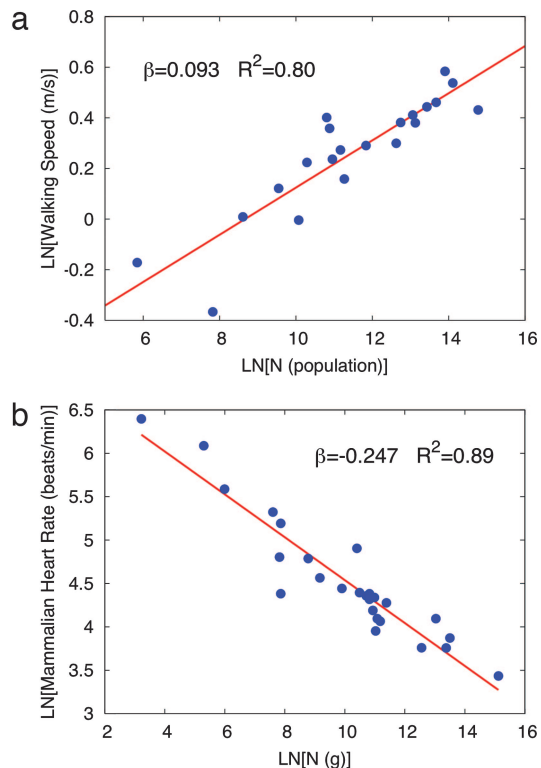 a
0.8
0.6
0.4
0.2
0
-0.2
-0.4
LN[Walking Speed (m/s)]
β=0.093 R²=0.80
6 8 10 12 14 16
LN[N (population)]
b
6.5
6
5.5
5
4.5
4
3.5
3
LN[Mammalian Heart Rate (beats/min)]
β=-0.247 R²=0.89
2 4 6 8 10 12 14 16
LN[N (g)]